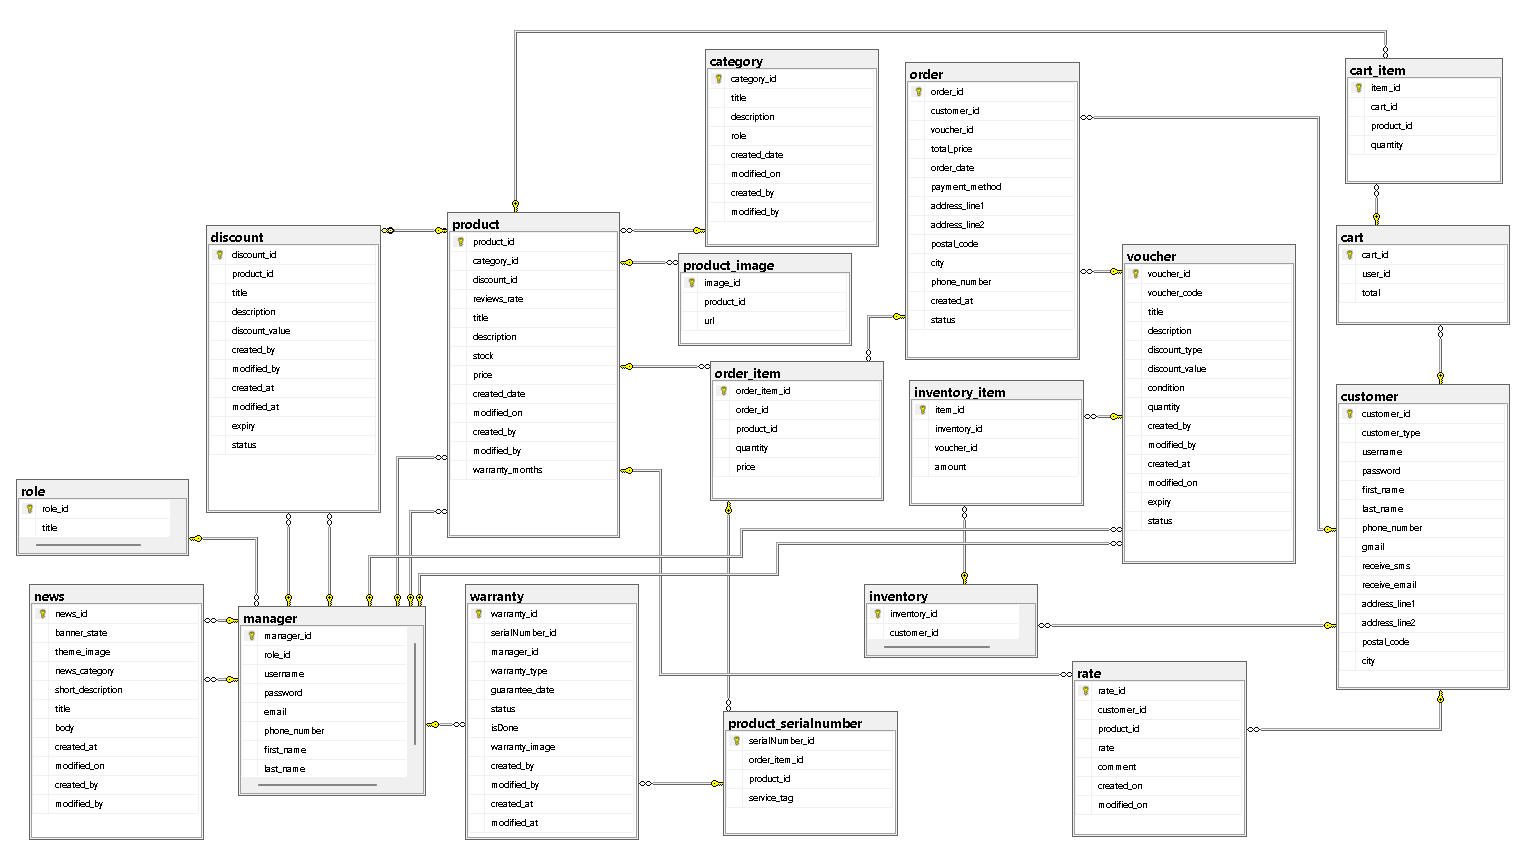 category
category_id
title
description
role
created_date
modified_on
created_by
modified_by
order
order_id
customer_id
voucher_id
total_price
order_date
payment_method
address_line1
address_line2
postal_code
city
phone_number
created_at
status
cart_item
item_id
cart_id
product_id
quantity
discount
discount_id
product_id
title
description
discount_value
created_by
modified_by
created_at
modified_at
expiry
status
product
product_id
category_id
discount_id
reviews_rate
title
description
stock
price
created_date
modified_on
created_by
modified_by
warranty_months
product_image
image_id
product_id
url
voucher
voucher_id
voucher_code
title
description
discount_type
discount_value
condition
quantity
created_by
modified_by
created_at
modified_on
expiry
status
cart
cart_id
user_id
total
order_item
order_item_id
order_id
product_id
quantity
price
inventory_item
item_id
inventory_id
voucher_id
amount
customer
customer_id
customer_type
username
password
first_name
last_name
phone_number
gmail
receive_sms
receive_email
address_line1
address_line2
postal_code
city
role
role_id
title
news
news_id
banner_state
theme_image
news_category
short_description
title
body
created_at
modified_on
created_by
modified_by
manager
manager_id
role_id
username
password
email
phone_number
first_name
last_name
warranty
warranty_id
serialNumber_id
manager_id
warranty_type
guarantee_date
status
isDone
warranty_image
created_by
modified_by
created_at
modified_at
inventory
inventory_id
customer_id
product_serialnumber
serialNumber_id
order_item_id
product_id
service_tag
rate
rate_id
customer_id
product_id
rate
comment
created_on
modified_on